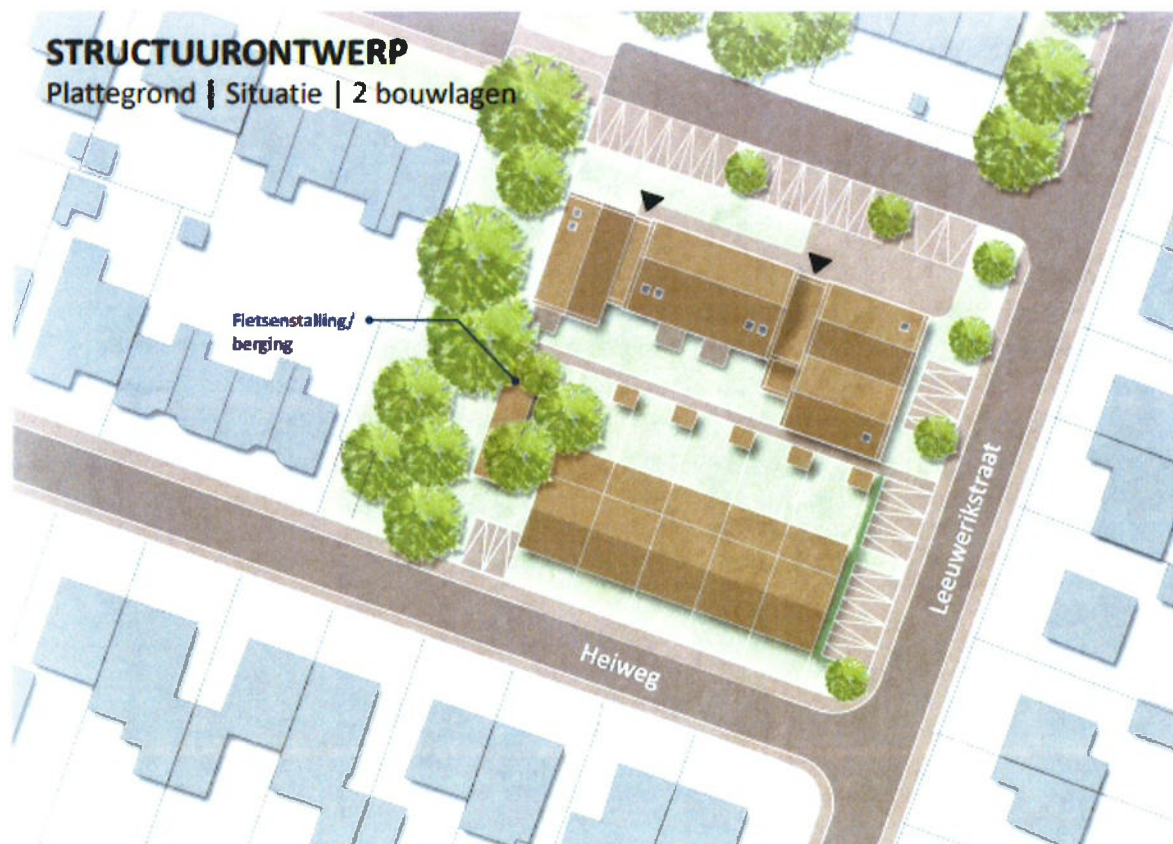 STRUCTUURONTWERP
Plattegrond | Situatie | 2 bouwlagen
Fietsenstalling/
berging
Leeuwerikstraat
Heiweg